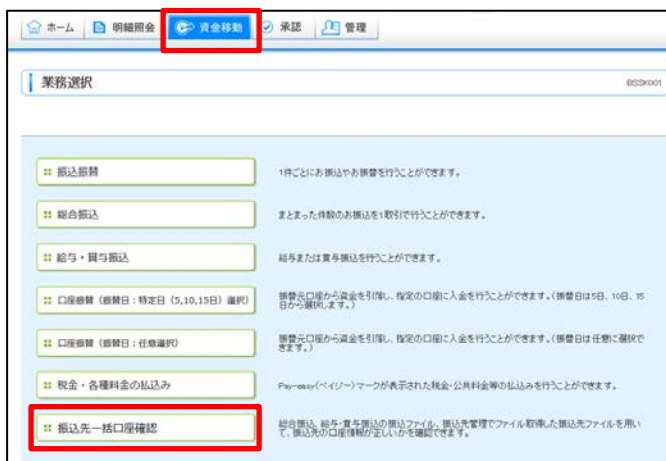 ホーム 明細照会 資金移動 承認 管理
業務選択 BSSK001
振込振替 1件ごとにお振込やお振替を行うことができます。
総合振込 まとまった件数のお振込を1取引で行うことができます。
給与・賞与振込 給与または賞与振込を行うことができます。
口座振替（振替日：特定日（5,10,15日）選択） 振替元口座から資金を引落し、指定の口座に入金を行うことができます。（振替日は5日、10日、15
日から選択します。）
口座振替（振替日：任意選択） 振替元口座から資金を引落し、指定の口座に入金を行うことができます。（振替日は任意に選択で
きます。）
税金・各種料金の払込み Pay-easy(ペイジー)マークが表示された税金・公共料金等の払込みを行うことができます。
振込先一括口座確認 総合振込、給与・賞与振込の振込ファイル、振込先管理でファイル取得した振込先ファイルを用い
て、振込先の口座情報が正しいかを確認できます。